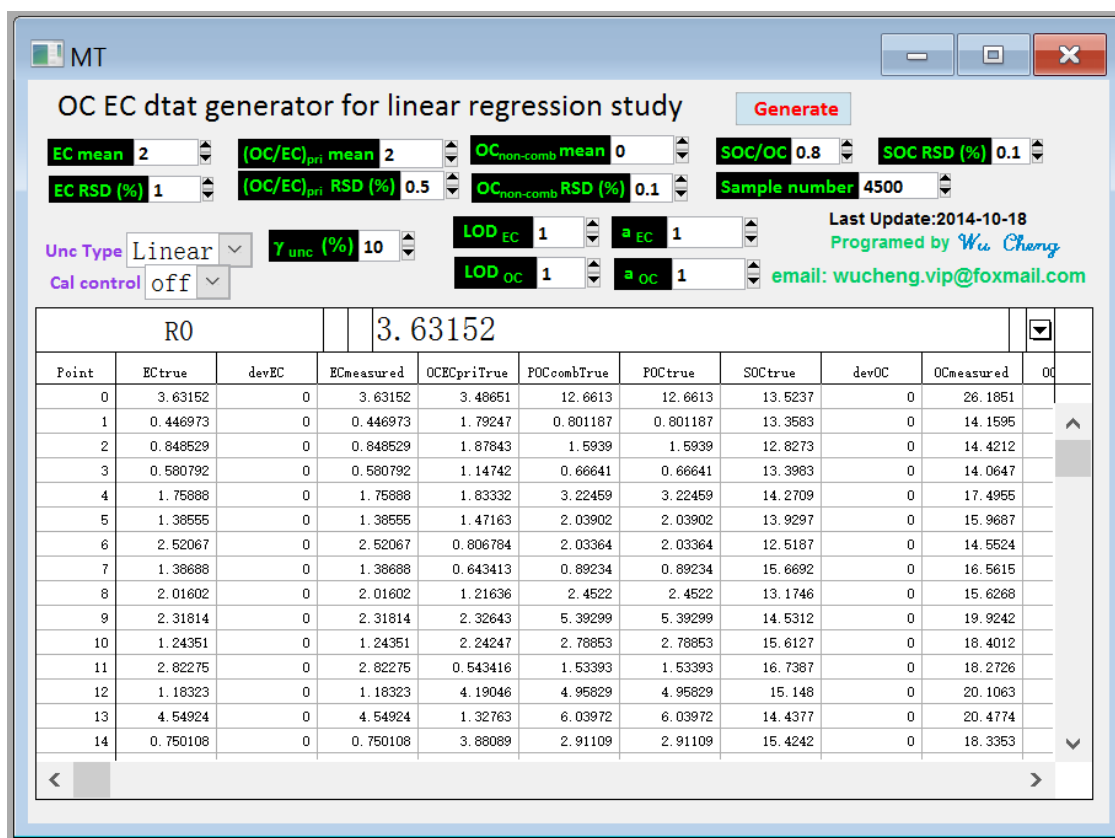 MT
OC EC dtat generator for linear regression study Generate
EC mean 2 (OC/EC)pri mean 2 OCnon-comb mean 0 SOC/OC 0.8 SOC RSD (%) 0.1
EC RSD (%) 1 (OC/EC)pri RSD (%) 0.5 OCnon-comb RSD (%) 0.1 Sample number 4500
Last Update:2014-10-18
Unc Type Linear γunc (%) 10 LOD EC 1 a EC 1 Programed by Wu Cheng
Cal control off LOD OC 1 a OC 1 email: wucheng.vip@foxmail.com
R0 3.63152
Point ECtrue devEC ECmeasured OCECpriTrue POCcombTrue POCtrue SOCtrue devOC OCmeasured
0 3.63152 0 3.63152 3.48651 12.6613 12.6613 13.5237 0 26.1851
1 0.446973 0 0.446973 1.79247 0.801187 0.801187 13.3583 0 14.1595
2 0.848529 0 0.848529 1.87843 1.5939 1.5939 12.8273 0 14.4212
3 0.580792 0 0.580792 1.14742 0.66641 0.66641 13.3983 0 14.0647
4 1.75888 0 1.75888 1.83332 3.22459 3.22459 14.2709 0 17.4955
5 1.38555 0 1.38555 1.47163 2.03902 2.03902 13.9297 0 15.9687
6 2.52067 0 2.52067 0.806784 2.03364 2.03364 12.5187 0 14.5524
7 1.38688 0 1.38688 0.643413 0.89234 0.89234 15.6692 0 16.5615
8 2.01602 0 2.01602 1.21636 2.4522 2.4522 13.1746 0 15.6268
9 2.31814 0 2.31814 2.32643 5.39299 5.39299 14.5312 0 19.9242
10 1.24351 0 1.24351 2.24247 2.78853 2.78853 15.6127 0 18.4012
11 2.82275 0 2.82275 0.543416 1.53393 1.53393 16.7387 0 18.2726
12 1.18323 0 1.18323 4.19046 4.95829 4.95829 15.148 0 20.1063
13 4.54924 0 4.54924 1.32763 6.03972 6.03972 14.4377 0 20.4774
14 0.750108 0 0.750108 3.88089 2.91109 2.91109 15.4242 0 18.3353